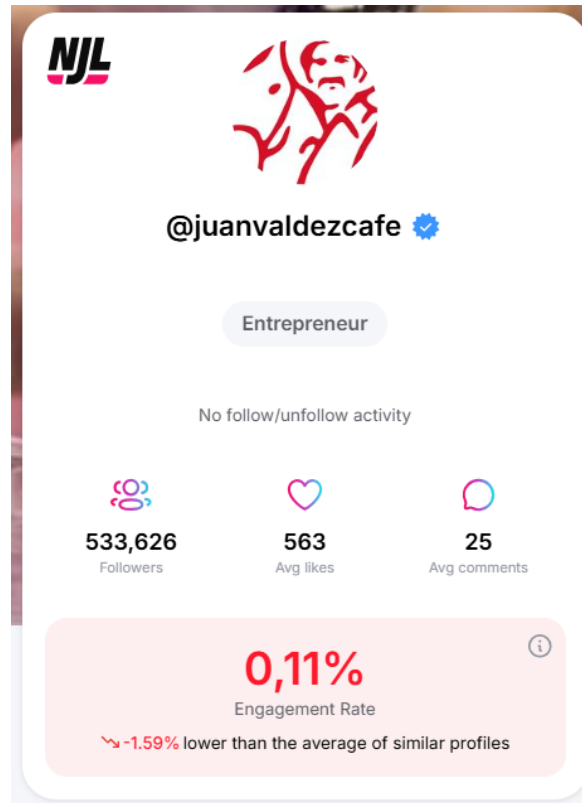 NJL
@juanvaldezcafe
Entrepreneur
No follow/unfollow activity
533,626
563
25
Followers
Avg likes
Avg comments
0,11%
Engagement Rate
-1.59% lower than the average of similar profiles